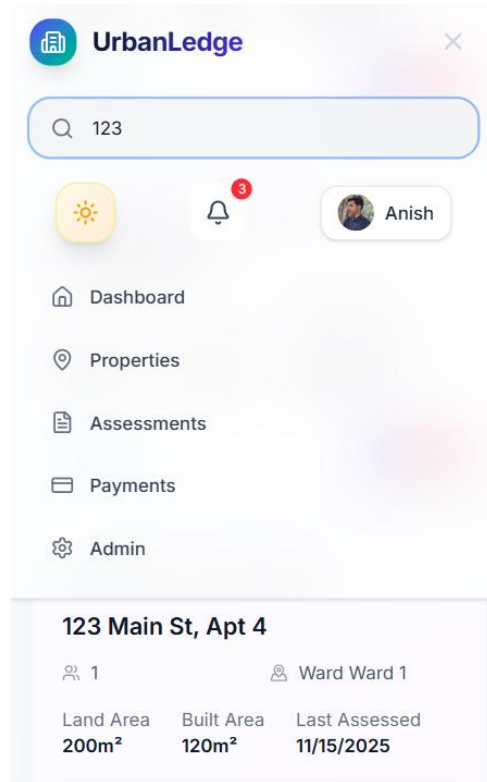 UrbanLedge
123
3
Anish
Dashboard
Properties
Assessments
Payments
Admin
123 Main St, Apt 4
1 Ward Ward 1
Land Area Built Area Last Assessed
200m² 120m² 11/15/2025